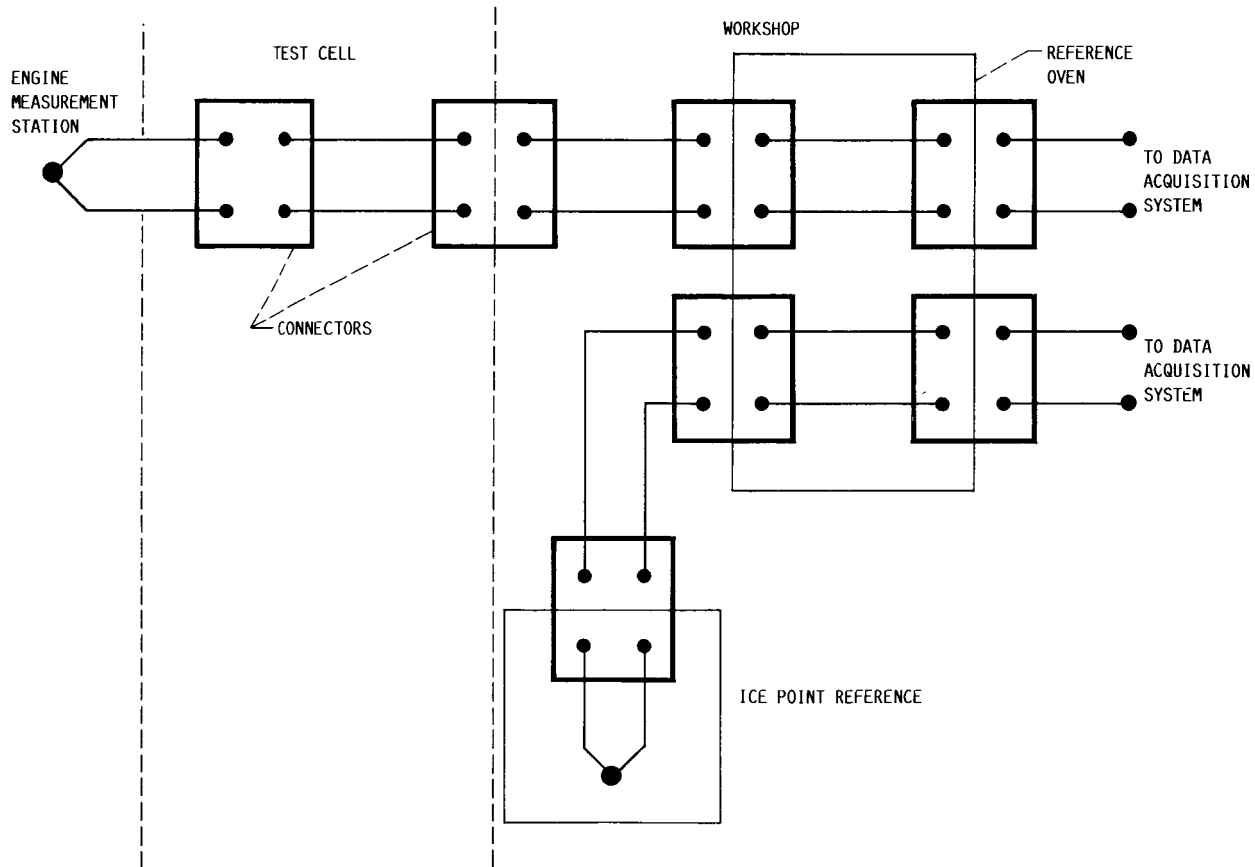 WORKSHOP
TEST CELL
REFERENCE
OVEN
ENGINE
MEASUREMENT
STATION
TO DATA
ACQUISITION
SYSTEM
CONNECTORS
TO DATA
ACQUISITION
SYSTEM
ICE POINT REFERENCE